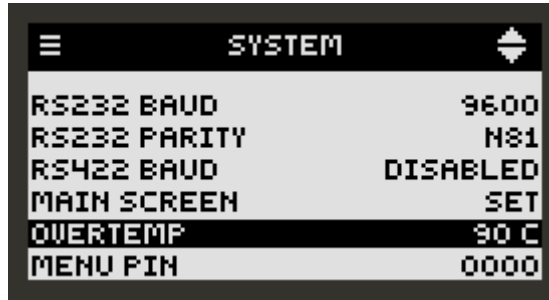 SYSTEM
RS232 BAUD 9600
RS232 PARITY N81
RS422 BAUD DISABLED
MAIN SCREEN SET
OVERTEMP 90 C
MENU PIN 0000